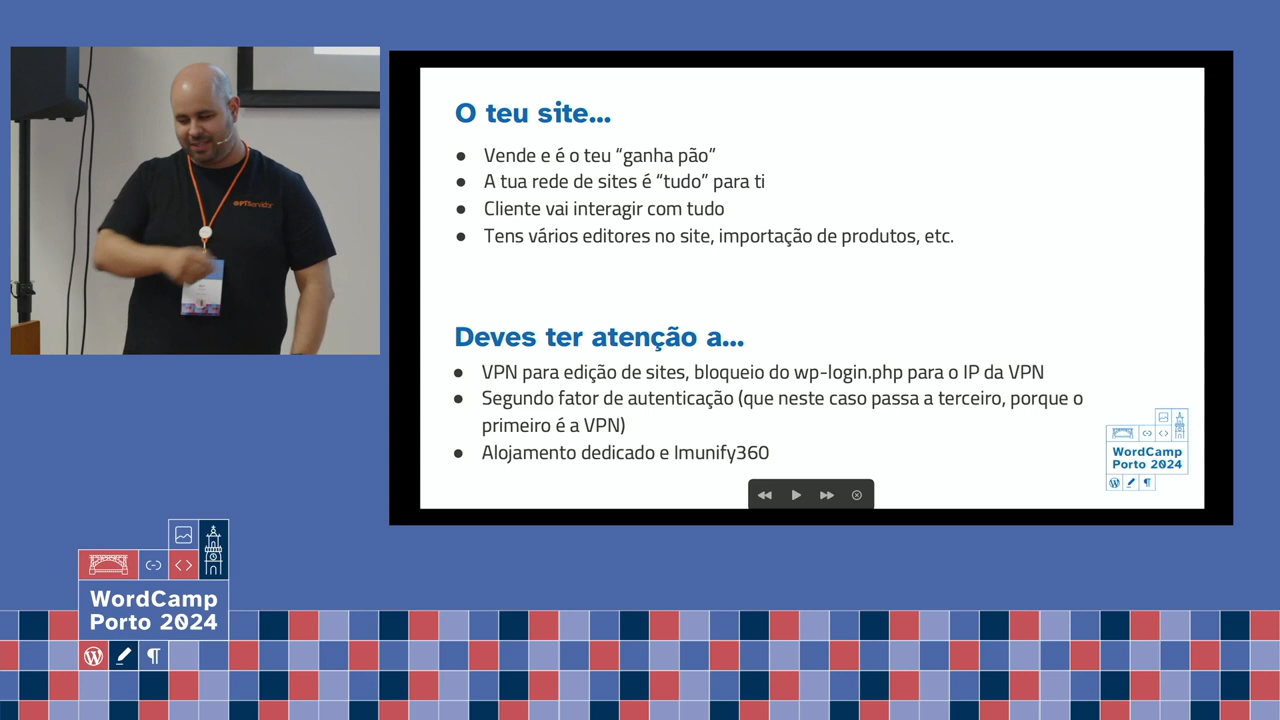 O teu site...
● Vende e é o teu “ganha pão”
● A tua rede de sites é “tudo” para ti
● Cliente vai interagir com tudo
● Tens vários editores no site, importação de produtos, etc.
Deves ter atenção a...
● VPN para edição de sites, bloqueio do wp-login.php para o IP da VPN
● Segundo fator de autenticação (que neste caso passa a terceiro, porque o
primeiro é a VPN)
● Alojamento dedicado e Imunify360
WordCamp
Porto 2024
PTServidor
WordCamp
Porto 2024